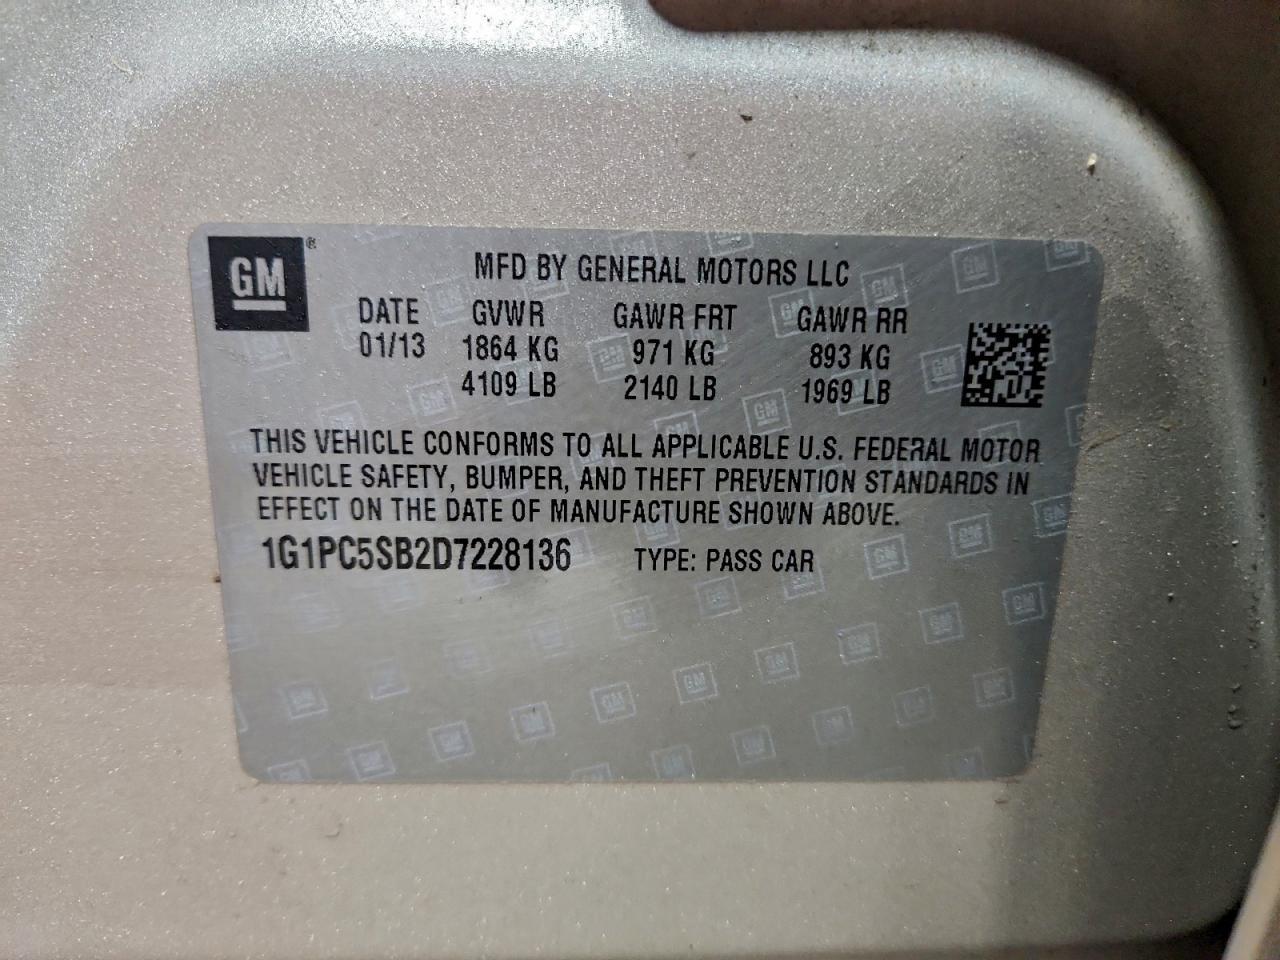 GM ®
MFD BY GENERAL MOTORS LLC
DATE GVWR GAWR FRT GAWR RR
01/13 1864 KG 971 KG 893 KG
4109 LB 2140 LB 1969 LB
THIS VEHICLE CONFORMS TO ALL APPLICABLE U.S. FEDERAL MOTOR
VEHICLE SAFETY, BUMPER, AND THEFT PREVENTION STANDARDS IN
EFFECT ON THE DATE OF MANUFACTURE SHOWN ABOVE.
1G1PC5SB2D7228136 TYPE: PASS CAR